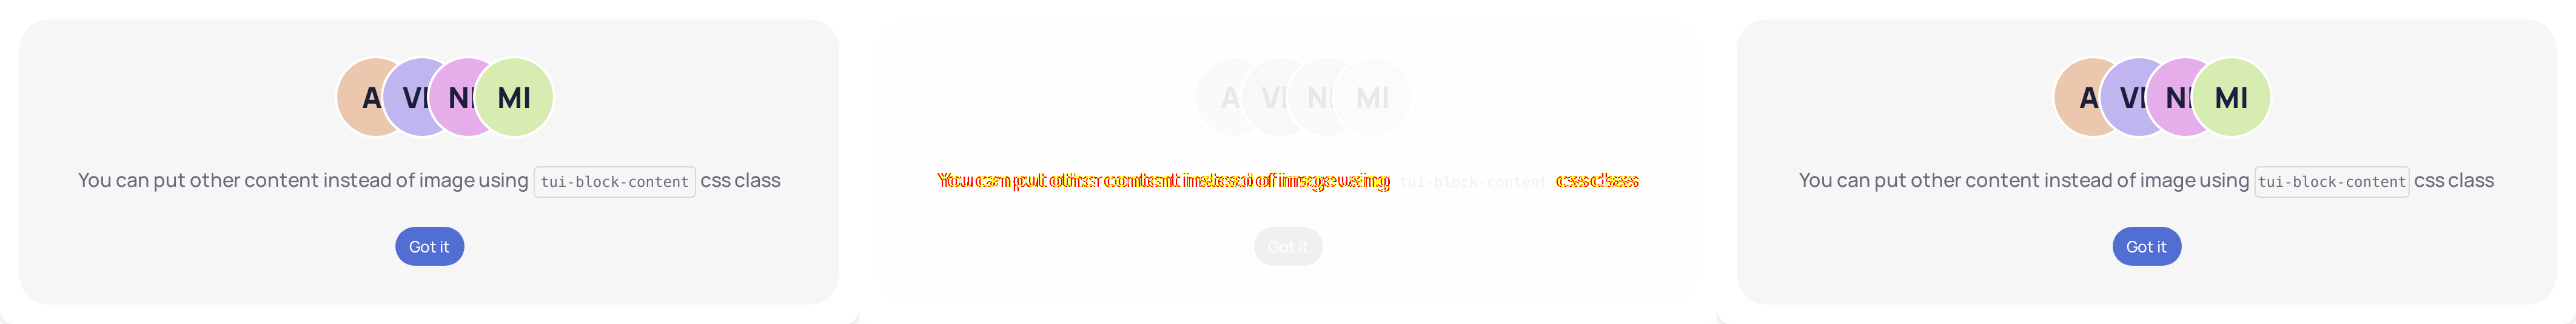 A VI NI MI
You can put other content instead of image using tui-block-content css class
Got it
A VI NI MI
You can put other content instead of image using tui-block-content css class
Got it
A VI NI MI
You can put other content instead of image using tui-block-content css class
Got it